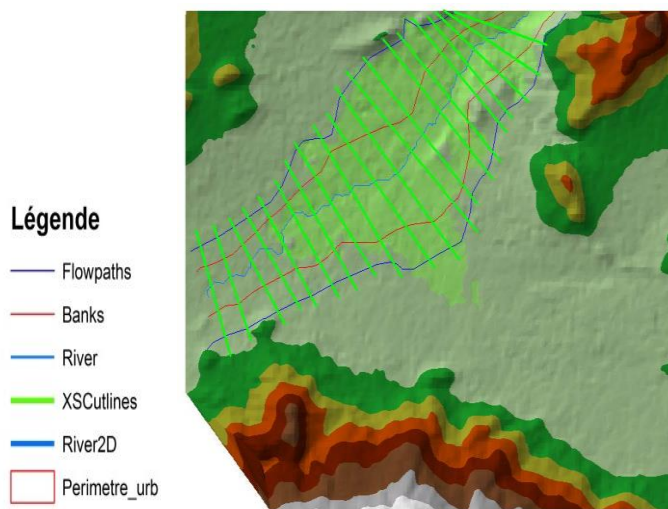 Légende
Flowpaths
Banks
River
XSCutlines
River2D
Perimetre_urb